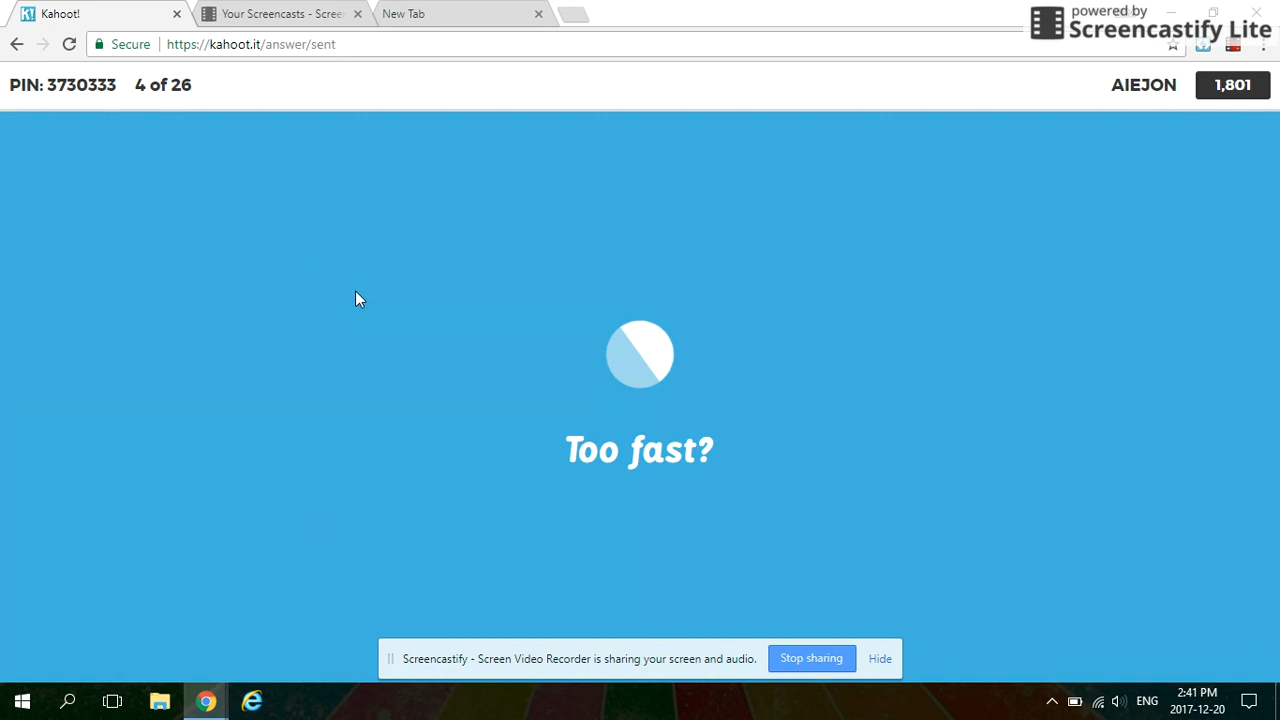 Kahoot!
Your Screencasts - Scree
New Tab
powered by
Screencastify Lite
Secure https://kahoot.it/answer/sent
PIN: 3730333 4 of 26
AIEJON 1,801
Too fast?
Screencastify - Screen Video Recorder is sharing your screen and audio. Stop sharing Hide
ENG
2:41 PM
2017-12-20